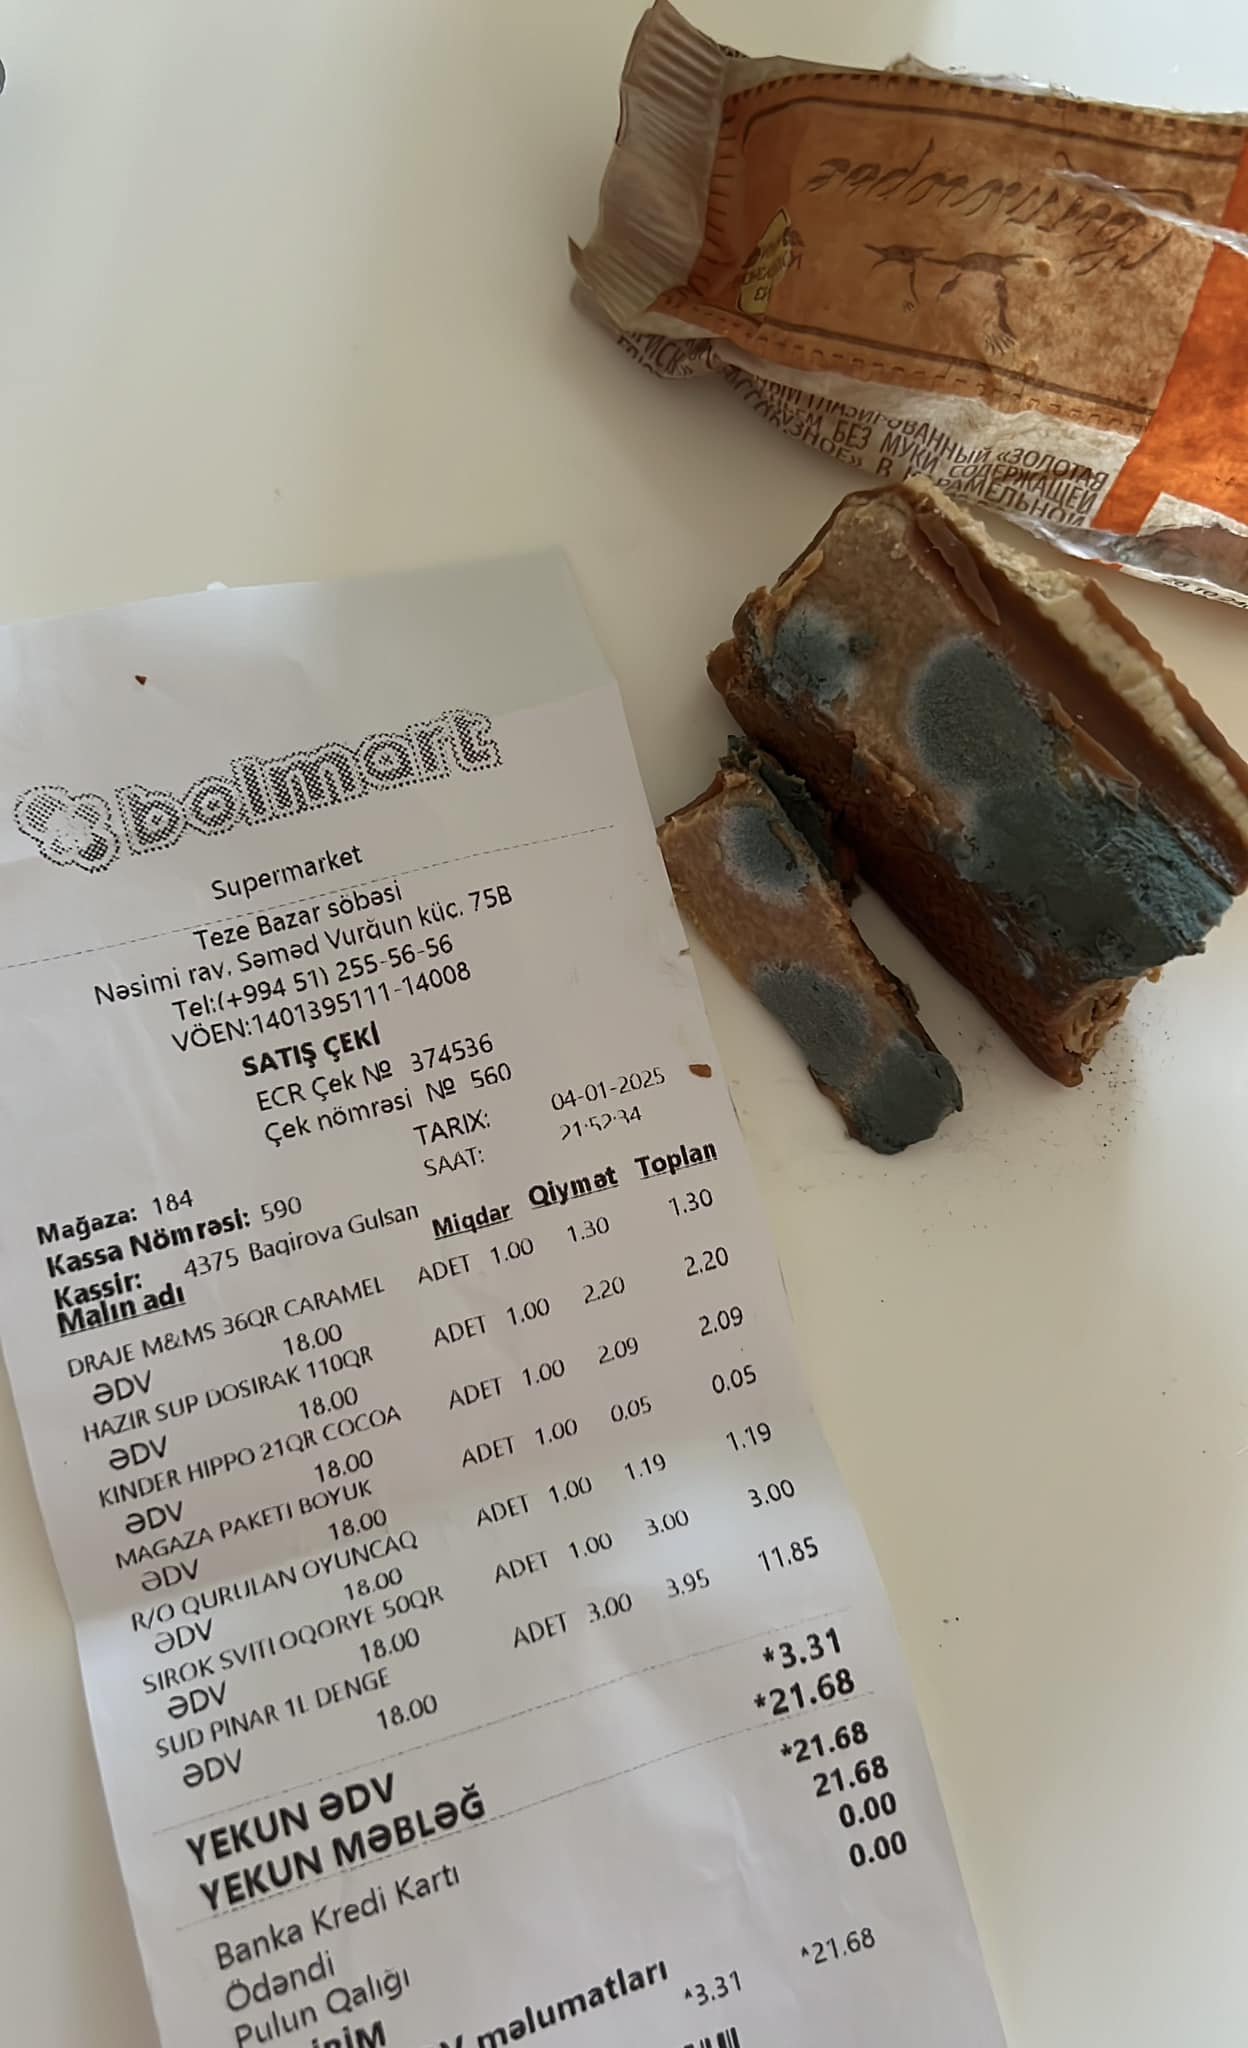 ГЛАЗИРОВАННЫЙ «ЗОЛОТАЯ
БЕЗ МУКИ СОДЕРЖАЩЕЙ
В КАРАМЕЛЬНОЙ
bolmart
Supermarket
Teze Bazar söbəsi
Nəsimi ray. Səməd Vurğun küc. 75B
Tel:(+994 51) 255-56-56
VÖEN:1401395111-14008
SATIŞ ÇEKİ
ECR Çek № 374536
Çek nömrəsi № 560
TARIX: 04-01-2025
SAAT: 21:52:34
Mağaza: 184
Kassa Nömrəsi: 590
Kassir: 4375 Baqirova Gulsan
Malın adı Miqdar Qiymət Toplan
DRAJE M&MS 36QR CARAMEL ADET 1.00 1.30 1.30
ƏDV 18.00
HAZIR SUP DOSIRAK 110QR ADET 1.00 2.20 2.20
ƏDV 18.00
KINDER HIPPO 21QR COCOA ADET 1.00 2.09 2.09
ƏDV 18.00
MAGAZA PAKETI BOYUK ADET 1.00 0.05 0.05
ƏDV 18.00
R/O QURULAN OYUNCAQ ADET 1.00 1.19 1.19
ƏDV 18.00
SIROK SVITLOQORYE 50QR ADET 1.00 3.00 3.00
ƏDV 18.00
SUD PINAR 1L DENGE ADET 3.00 3.95 11.85
ƏDV 18.00
YEKUN ƏDV *3.31
YEKUN MƏBLƏĞ *21.68
Banka Kredi Kartı *21.68
Ödəndi 21.68
Pulun Qalığı 0.00
0.00
məlumatları
^3.31 ^21.68